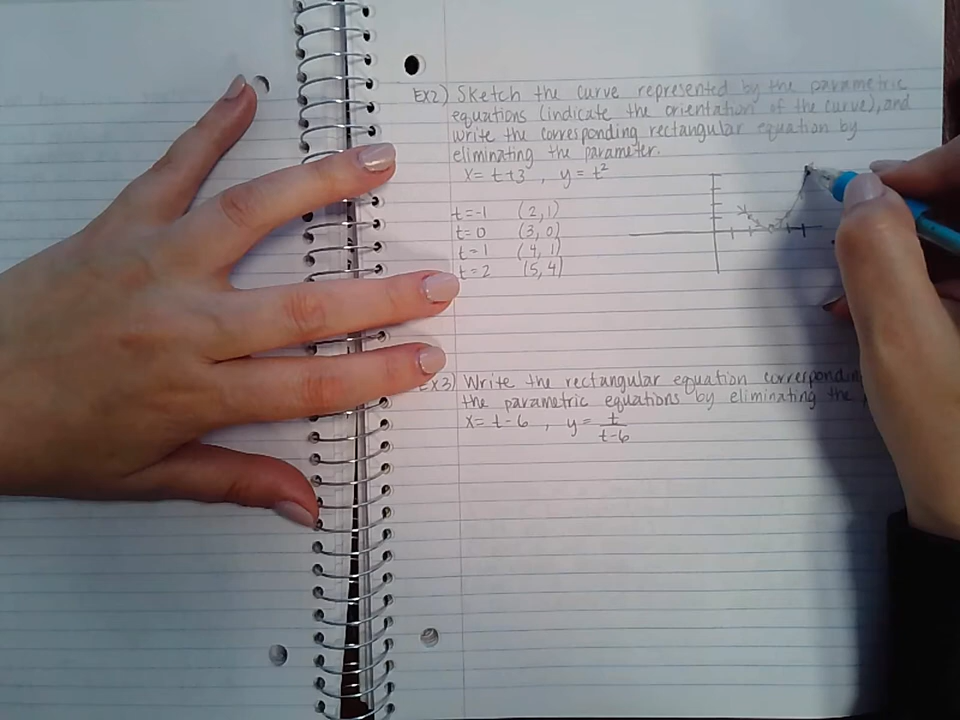 Ex2) Sketch the curve represented by the parametric
equations (indicate the orientation of the curve), and
write the corresponding rectangular equation by
eliminating the parameter.
x = t+3 , y = t²
t=-1 (2, 1)
t=0 (3, 0)
t=1 (4, 1)
t=2 (5, 4)
Ex3) Write the rectangular equation
the parametric equations by eliminating the
x = t-6 , y = t/(t-6)